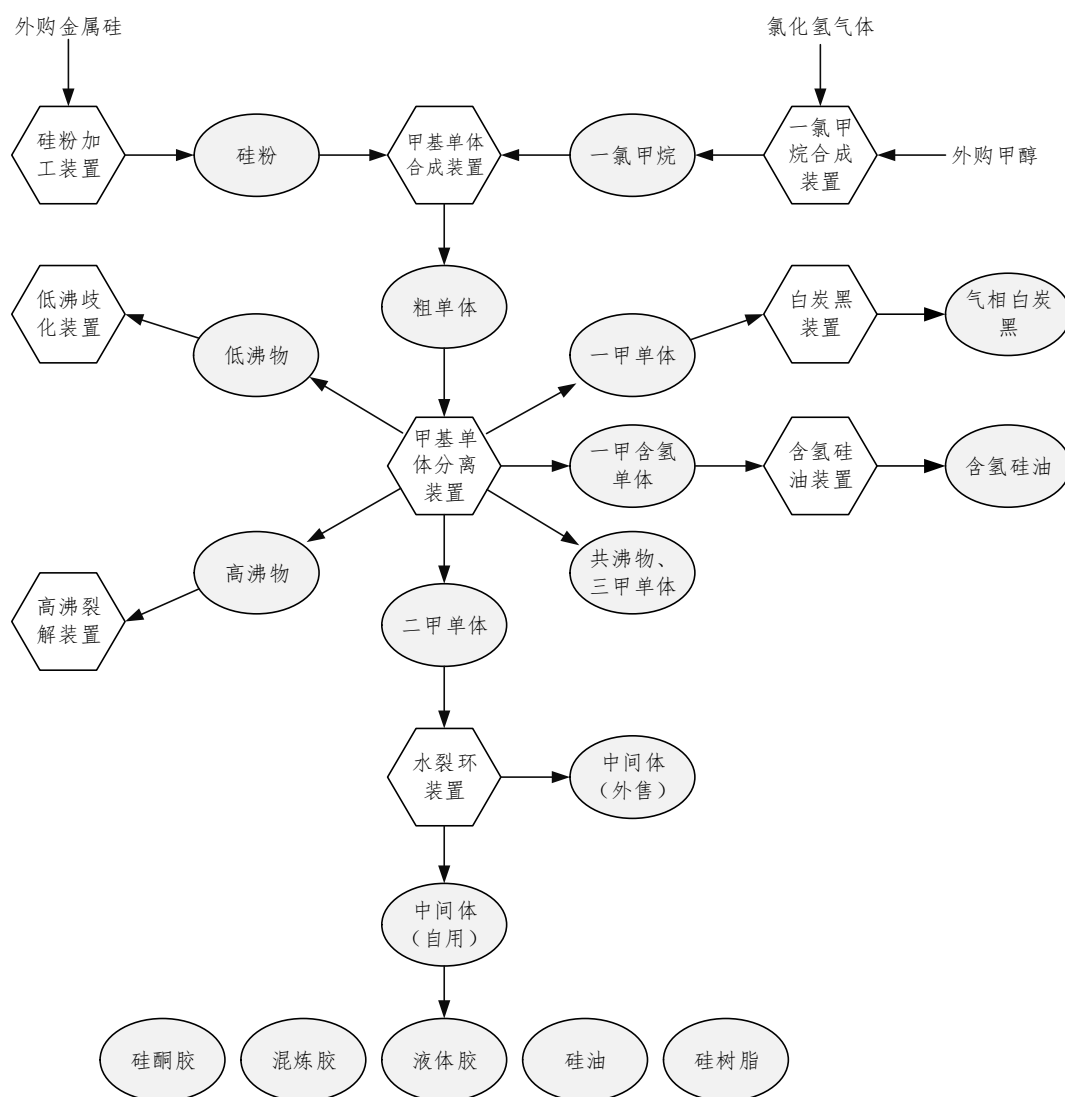 外购金属硅
氯化氢气体
硅粉加
工装置
硅粉
甲基单体
合成装置
一氯甲烷
一氯甲
烷合成
装置
外购甲醇
低沸歧
化装置
低沸物
粗单体
一甲单体
白炭黑
装置
气相白炭
黑
甲基单
体分离
装置
一甲含氢
单体
含氢硅
油装置
含氢硅油
高沸物
共沸物、
三甲单体
高沸裂
解装置
二甲单体
水裂环
装置
中间体
（外售）
中间体
（自用）
硅酮胶
混炼胶
液体胶
硅油
硅树脂